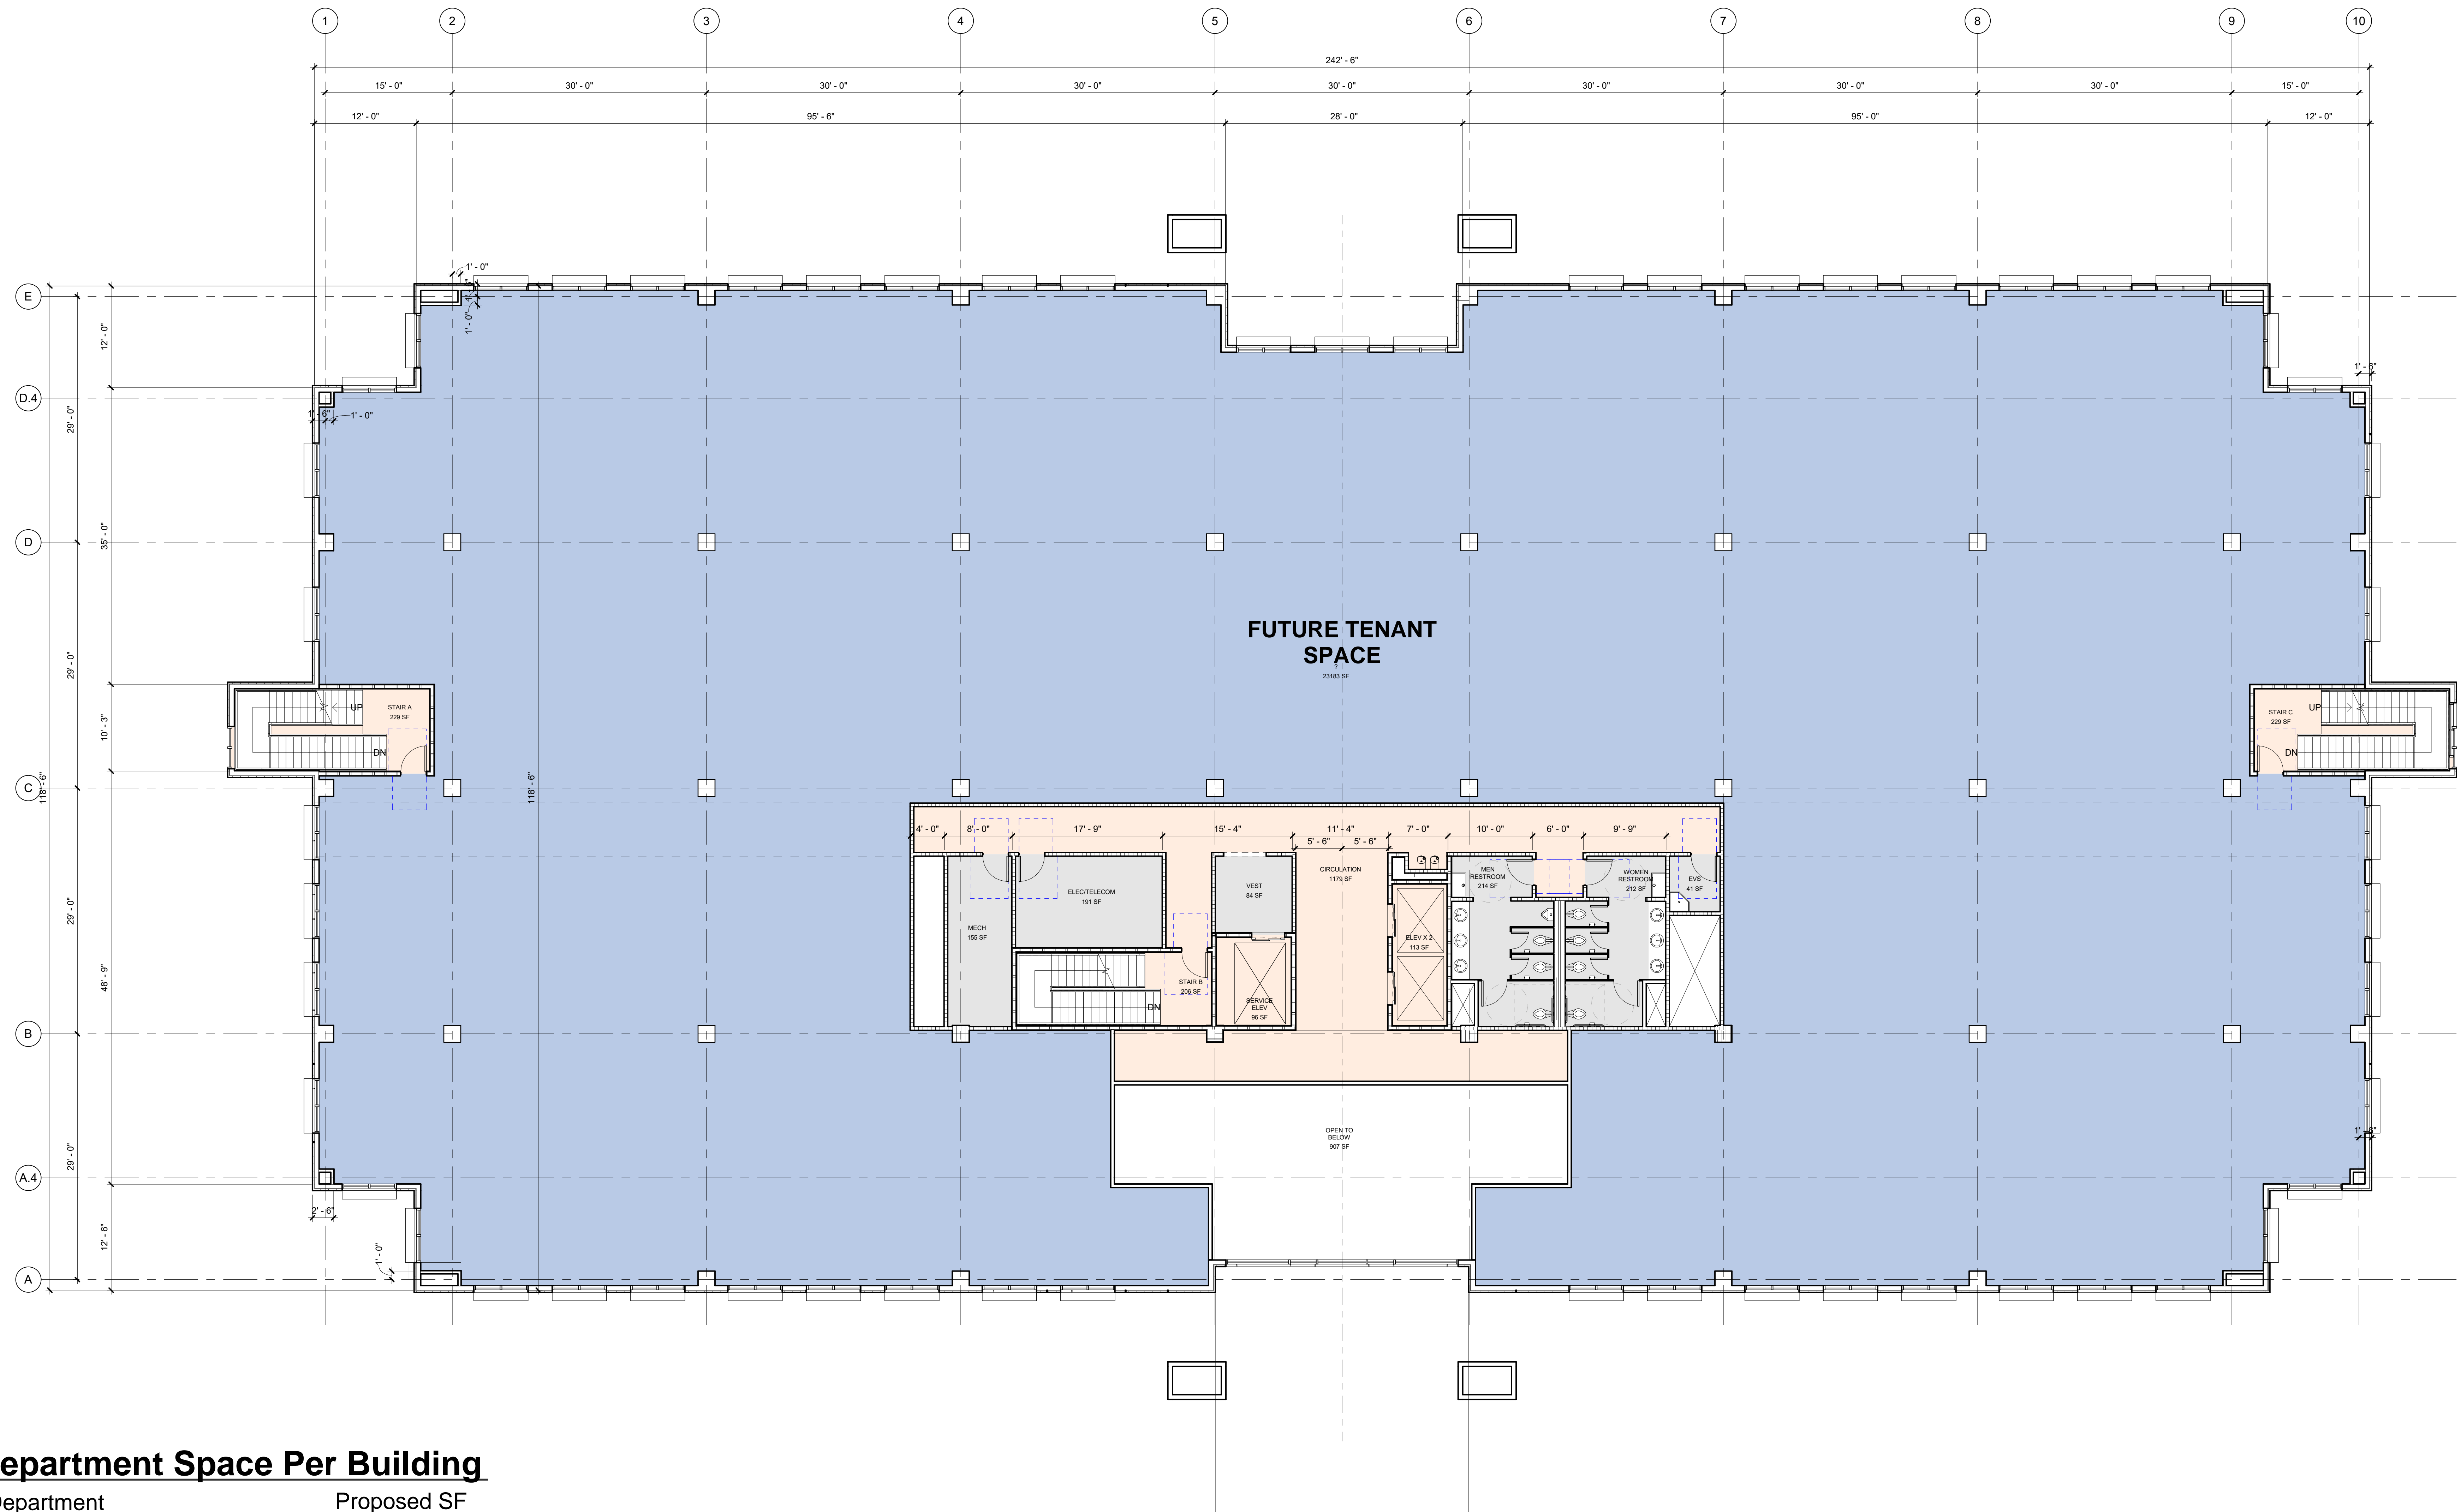 1 2 3 4 5 6 7 8 9 10
242' - 6"
15' - 0" 30' - 0" 30' - 0" 30' - 0" 30' - 0" 30' - 0" 30' - 0" 30' - 0" 15' - 0"
12' - 0" 95' - 6" 28' - 0" 95' - 0" 12' - 0"
1' - 0"
1' - 6"
E
1' - 0"
12' - 0"
1' - 6"
D.4
29' - 0"
1' - 6" 1' - 0"
D
35' - 0"
FUTURE TENANT
SPACE
?
23183 SF
29' - 0"
STAIR A
229 SF
UP
DN
STAIR C
229 SF
UP
DN
10' - 3"
C
118' - 6"
118' - 6"
4' - 0" 8' - 0" 17' - 9" 15' - 4" 11' - 4" 7' - 0" 10' - 0" 6' - 0" 9' - 9"
5' - 6" 5' - 6"
CIRCULATION
1179 SF
MEN
RESTROOM
214 SF
WOMEN
RESTROOM
212 SF
EVS
41 SF
VEST
84 SF
ELEC/TELECOM
191 SF
29' - 0"
MECH
155 SF
ELEV X 2
113 SF
48' - 9"
STAIR B
206 SF
DN
SERVICE
ELEV
96 SF
B
OPEN TO
BELOW
907 SF
1' - 6"
29' - 0"
A.4
2' - 6"
12' - 6"
1' - 0"
A
epartment Space Per Building
Department Proposed SF